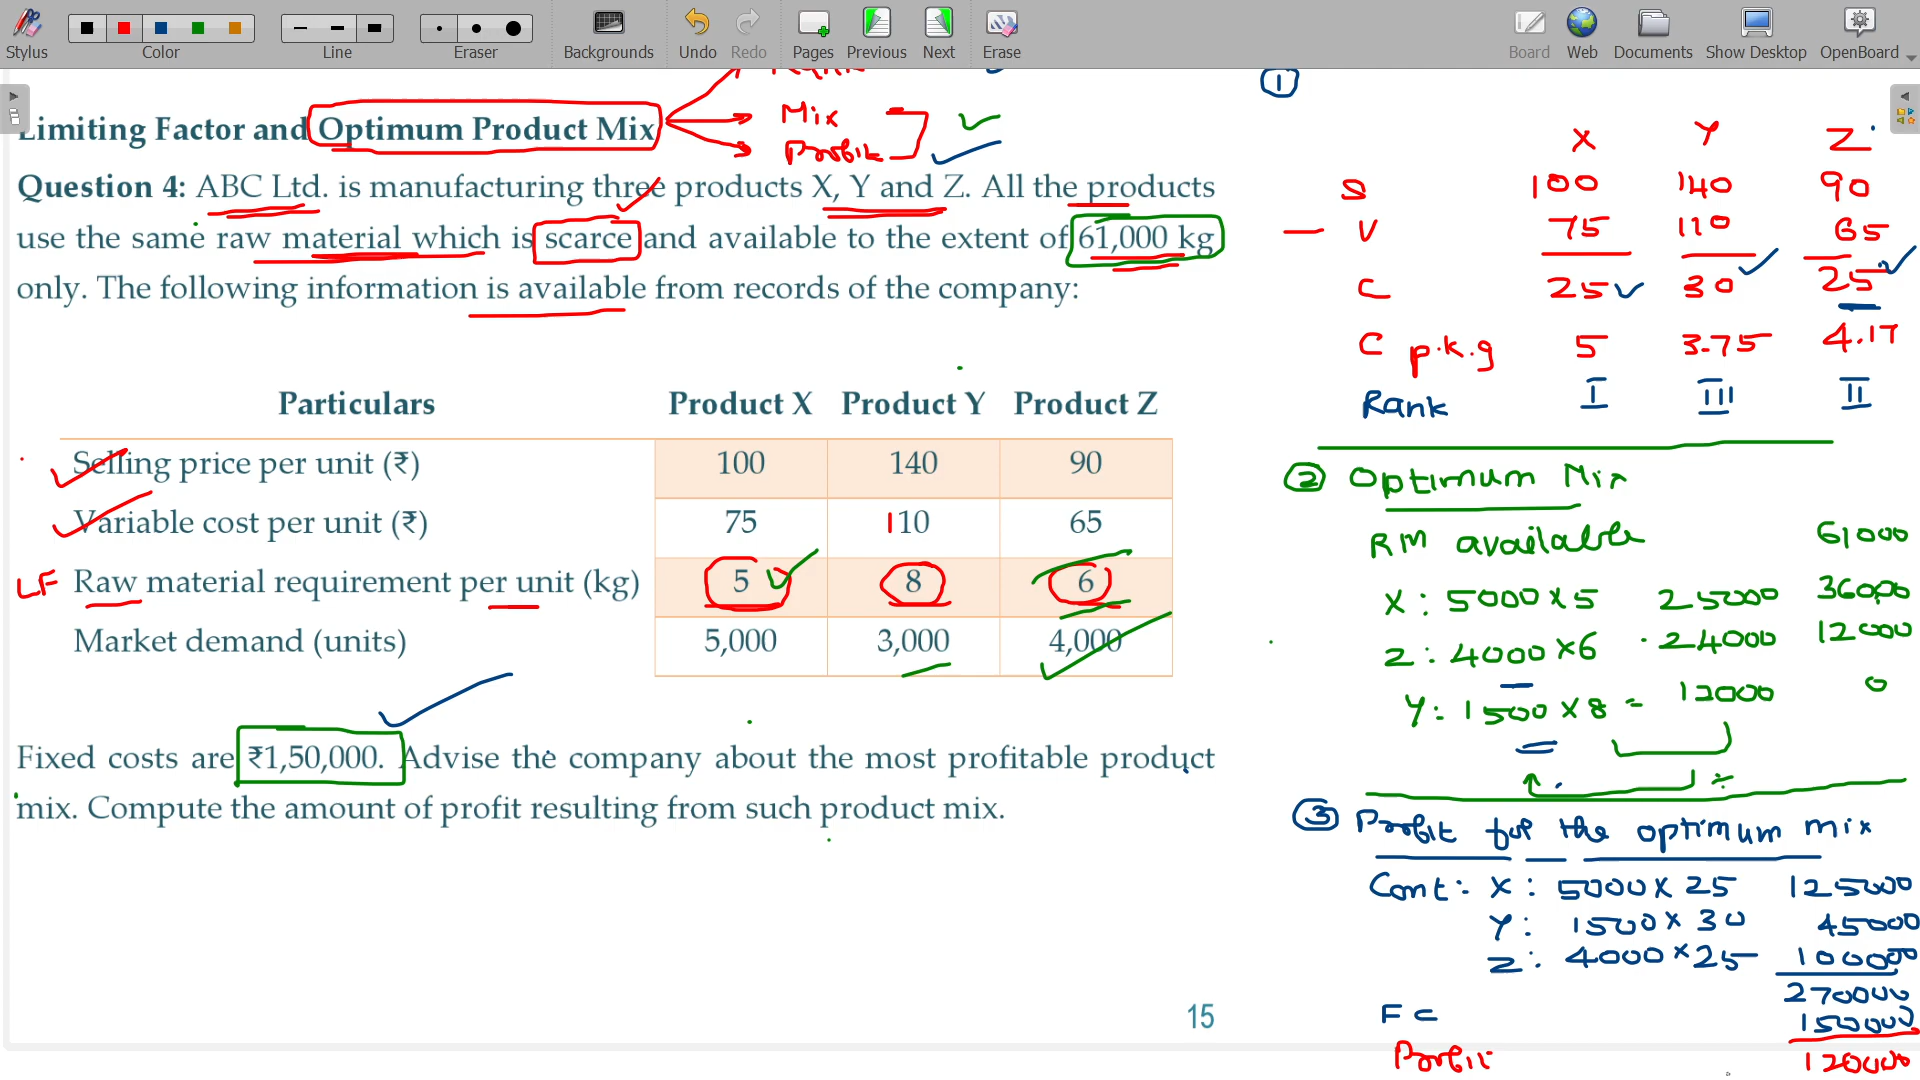 Stylus
Color
Line
Eraser
Backgrounds
Undo
Redo
Pages
Previous
Next
Erase
Board
Web
Documents
Show Desktop
OpenBoard
Limiting Factor and Optimum Product Mix
Mix
Profit
Question 4: ABC Ltd. is manufacturing three products X, Y and Z. All the products
use the same raw material which is scarce and available to the extent of 61,000 kg
only. The following information is available from records of the company:
Particulars Product X Product Y Product Z
Selling price per unit (₹) 100 140 90
Variable cost per unit (₹) 75 110 65
LF Raw material requirement per unit (kg) 5 8 6
Market demand (units) 5,000 3,000 4,000
Fixed costs are ₹1,50,000. Advise the company about the most profitable product
mix. Compute the amount of profit resulting from such product mix.
15
1
X Y Z
S 100 140 90
— V 75 110 65
C 25 30 25
C p.k.g 5 3.75 4.17
Rank I III II
2 Optimum Mix
RM available 61000
X : 5000 x 5 25000 36000
Z : 4000 x 6 24000 12000
Y : 1500 x 8 = 12000 0
÷
3 Profit for the optimum mix
Cont : X : 5000 x 25 125000
Y : 1500 x 30 45000
Z : 4000 x 25 100000
270000
FC 150000
Profit 120000